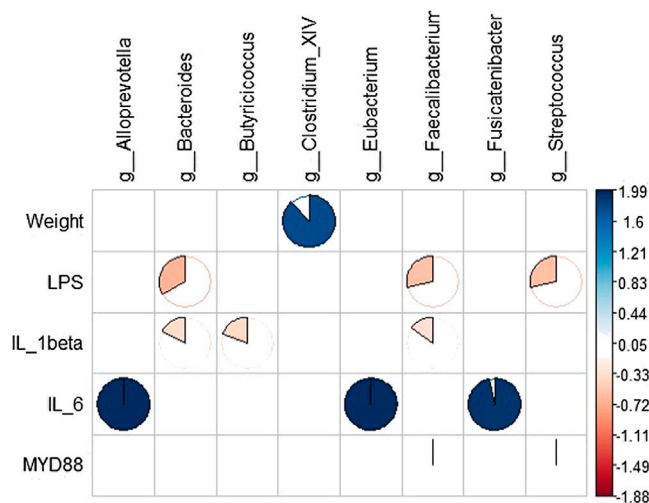 g__Alloprevotella
g__Bacteroides
g__Butyricicoccus
g__Clostridium_XIV
g__Eubacterium
g__Faecalibacterium
g__Fusicatenibacter
g__Streptococcus
Weight
LPS
IL_1beta
IL_6
MYD88
1.99
1.6
1.21
0.83
0.44
0.05
-0.33
-0.72
-1.11
-1.49
-1.88